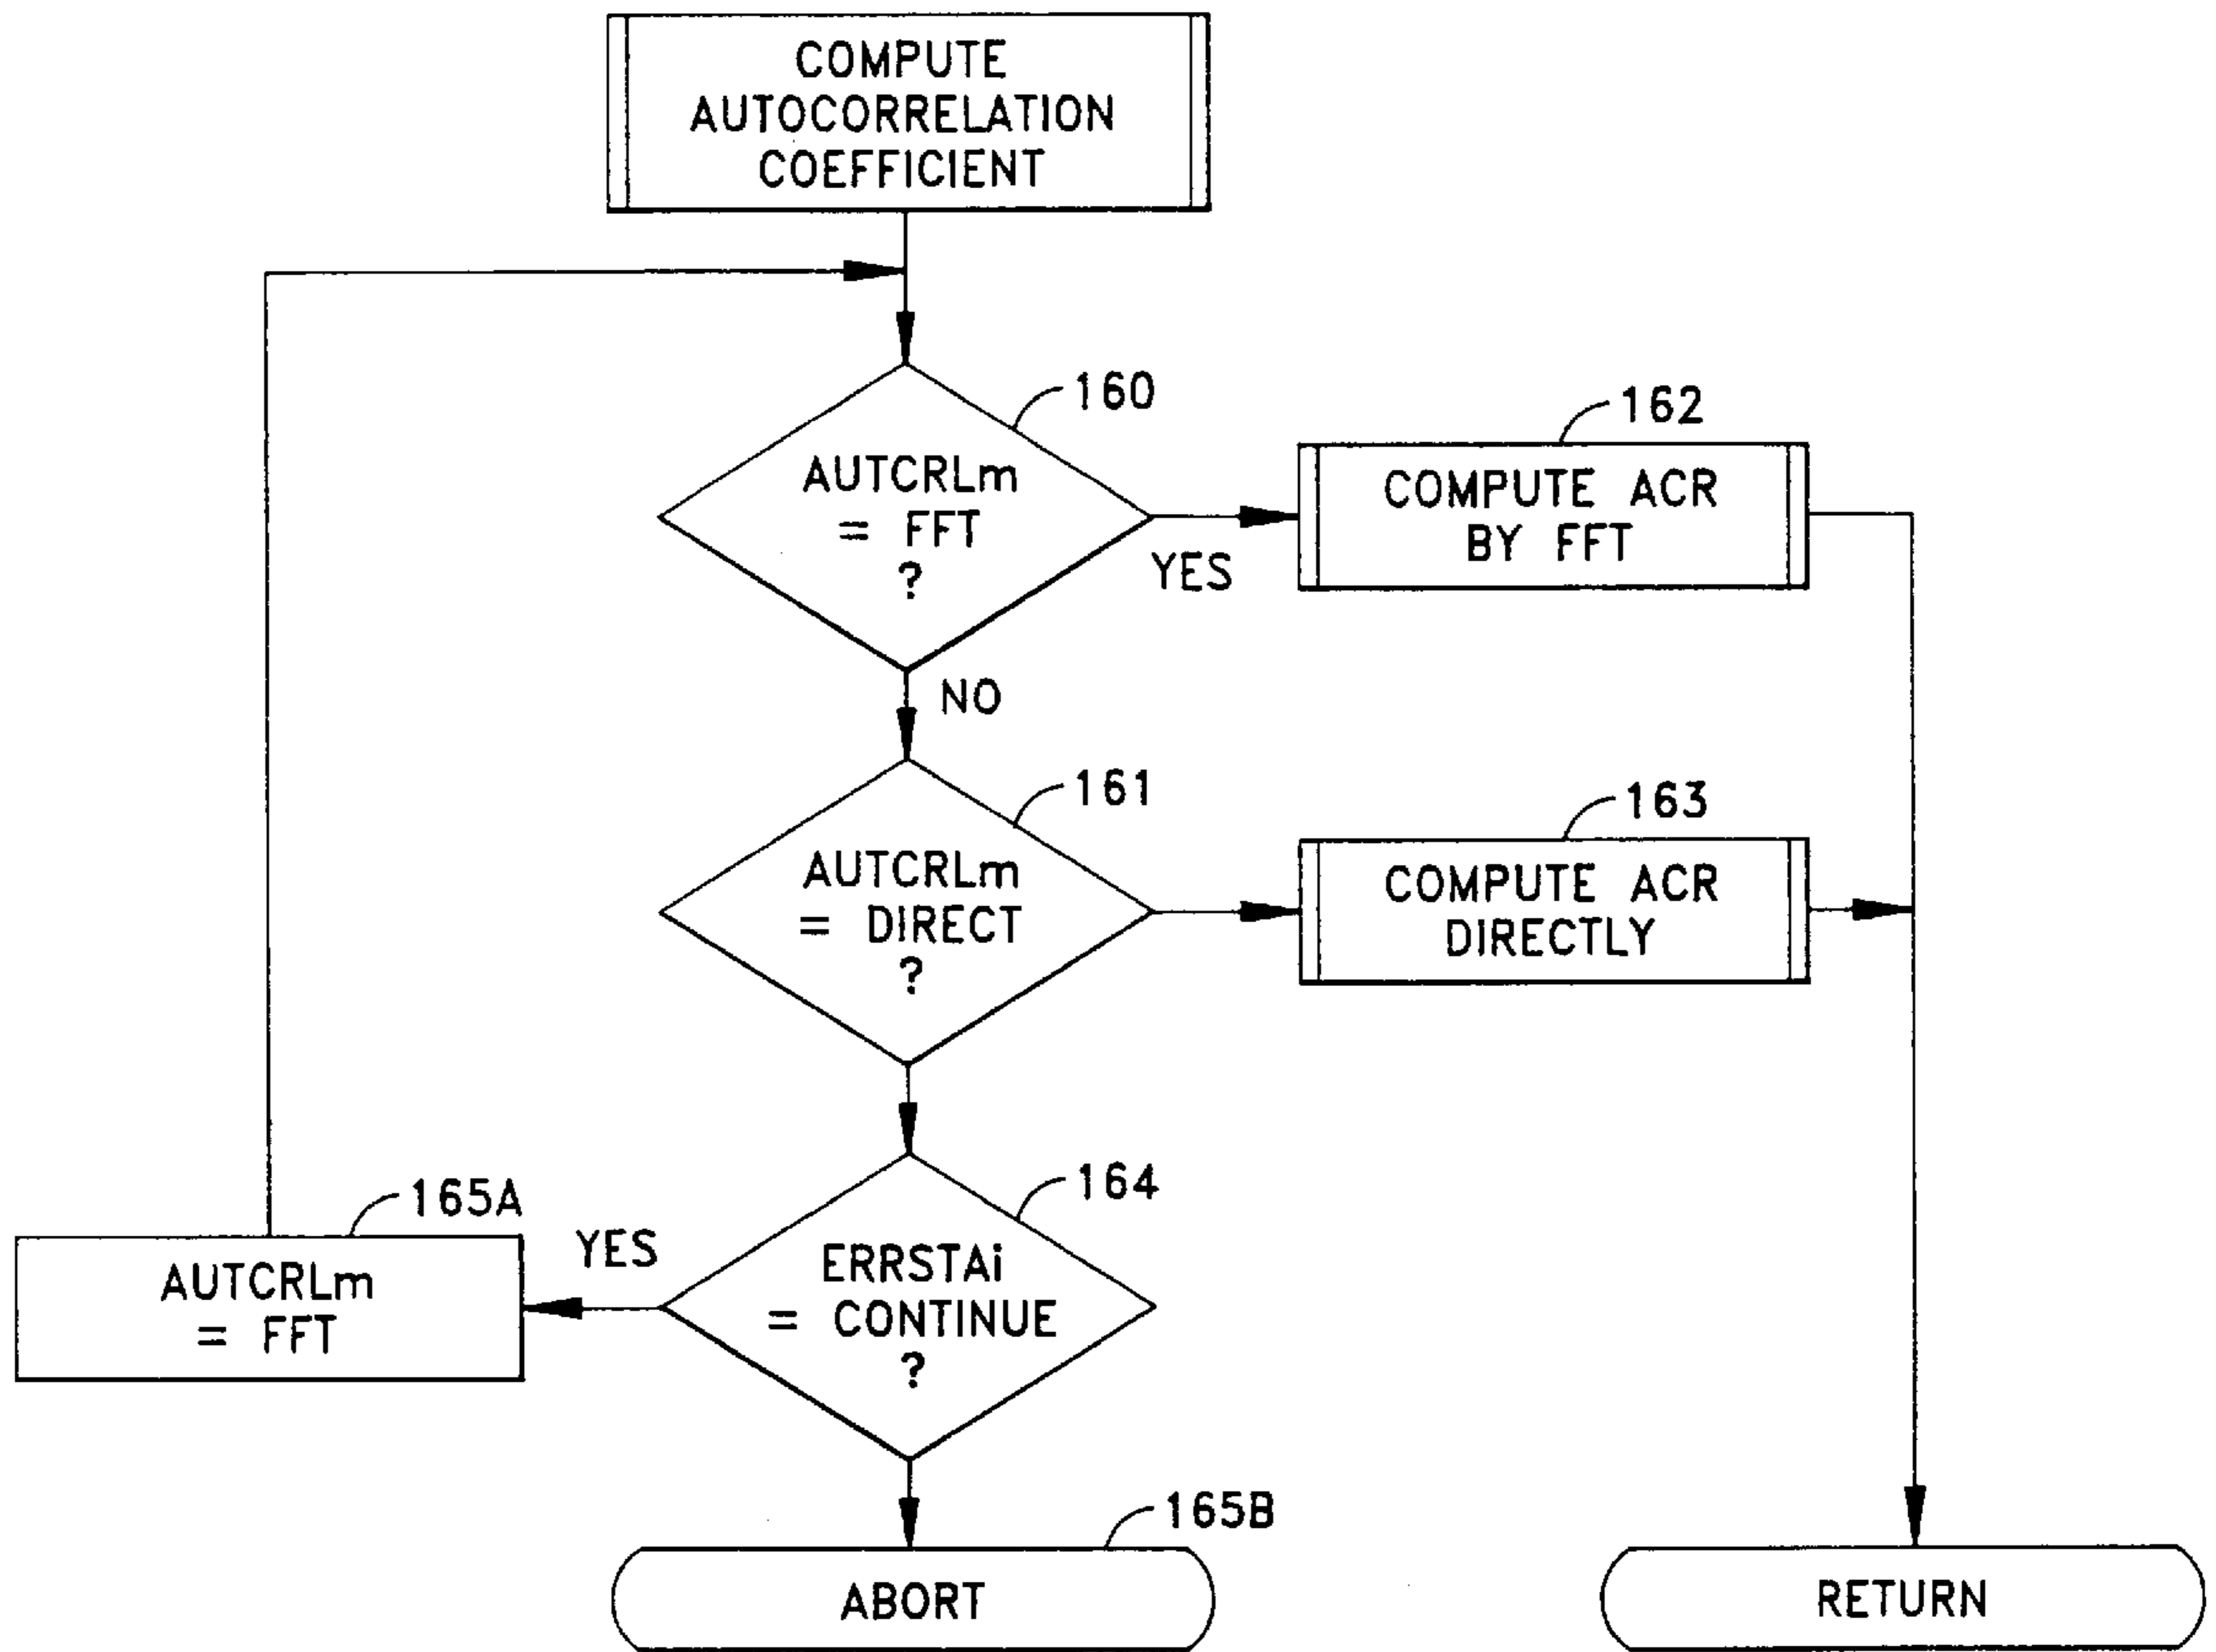 COMPUTE
AUTOCORRELATION
COEFFICIENT
160
AUTCRLm
= FFT
?
YES
162
COMPUTE ACR
BY FFT
NO
161
AUTCRLm
= DIRECT
?
163
COMPUTE ACR
DIRECTLY
164
ERRSTAi
= CONTINUE
?
YES
165A
AUTCRLm
= FFT
165B
ABORT
RETURN